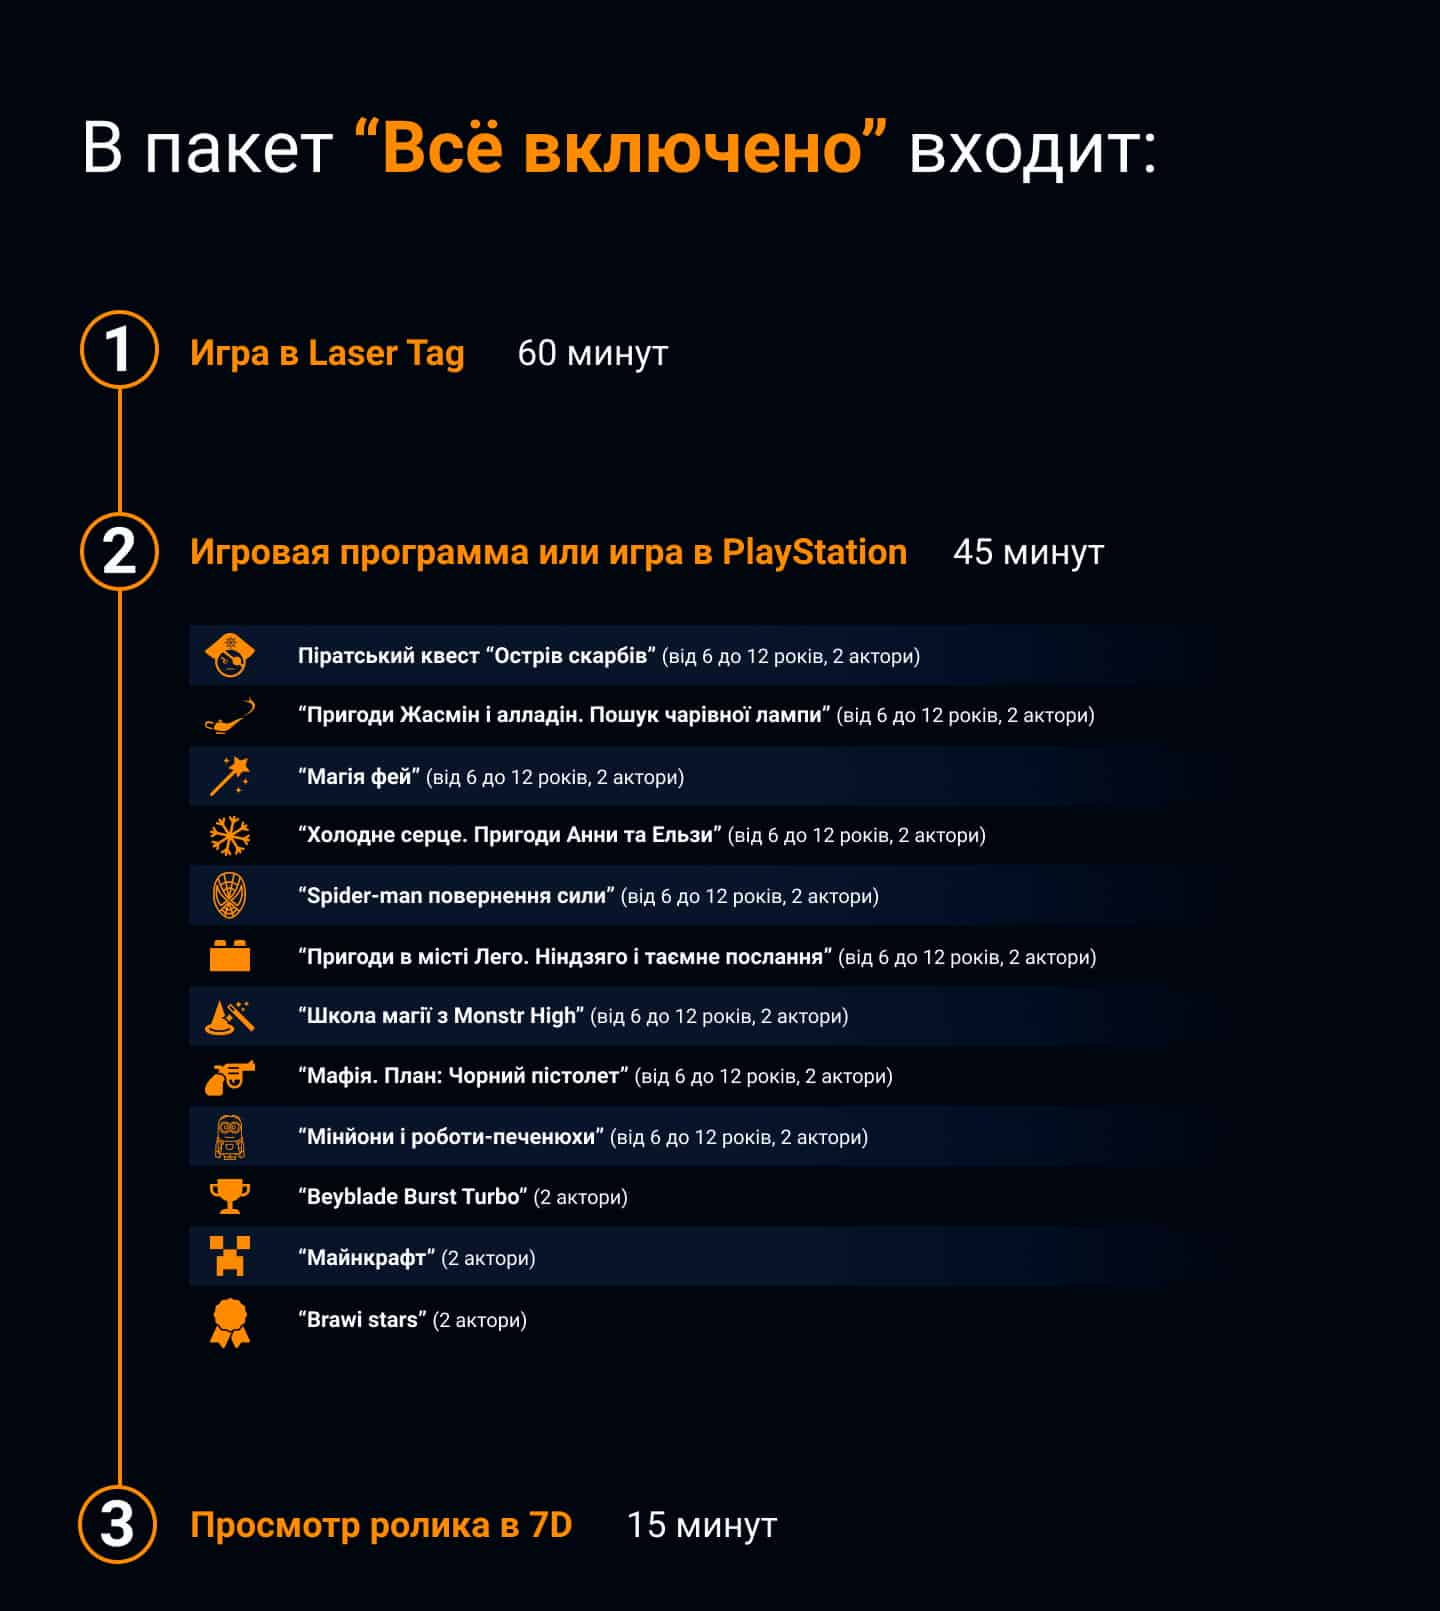 В пакет “Всё включено” входит:
1
Игра в Laser Tag 60 минут
2
Игровая программа или игра в PlayStation 45 минут
Піратський квест “Острів скарбів” (від 6 до 12 років, 2 актори)
“Пригоди Жасмін і алладін. Пошук чарівної лампи” (від 6 до 12 років, 2 актори)
“Магія фей” (від 6 до 12 років, 2 актори)
“Холодне серце. Пригоди Анни та Ельзи” (від 6 до 12 років, 2 актори)
“Spider-man повернення сили” (від 6 до 12 років, 2 актори)
“Пригоди в місті Лего. Ніндзяго і таємне послання” (від 6 до 12 років, 2 актори)
“Школа магії з Monstr High” (від 6 до 12 років, 2 актори)
“Мафія. План: Чорний пістолет” (від 6 до 12 років, 2 актори)
“Мінйони і роботи-печенюхи” (від 6 до 12 років, 2 актори)
“Beyblade Burst Turbo” (2 актори)
“Майнкрафт” (2 актори)
“Brawi stars” (2 актори)
3
Просмотр ролика в 7D 15 минут